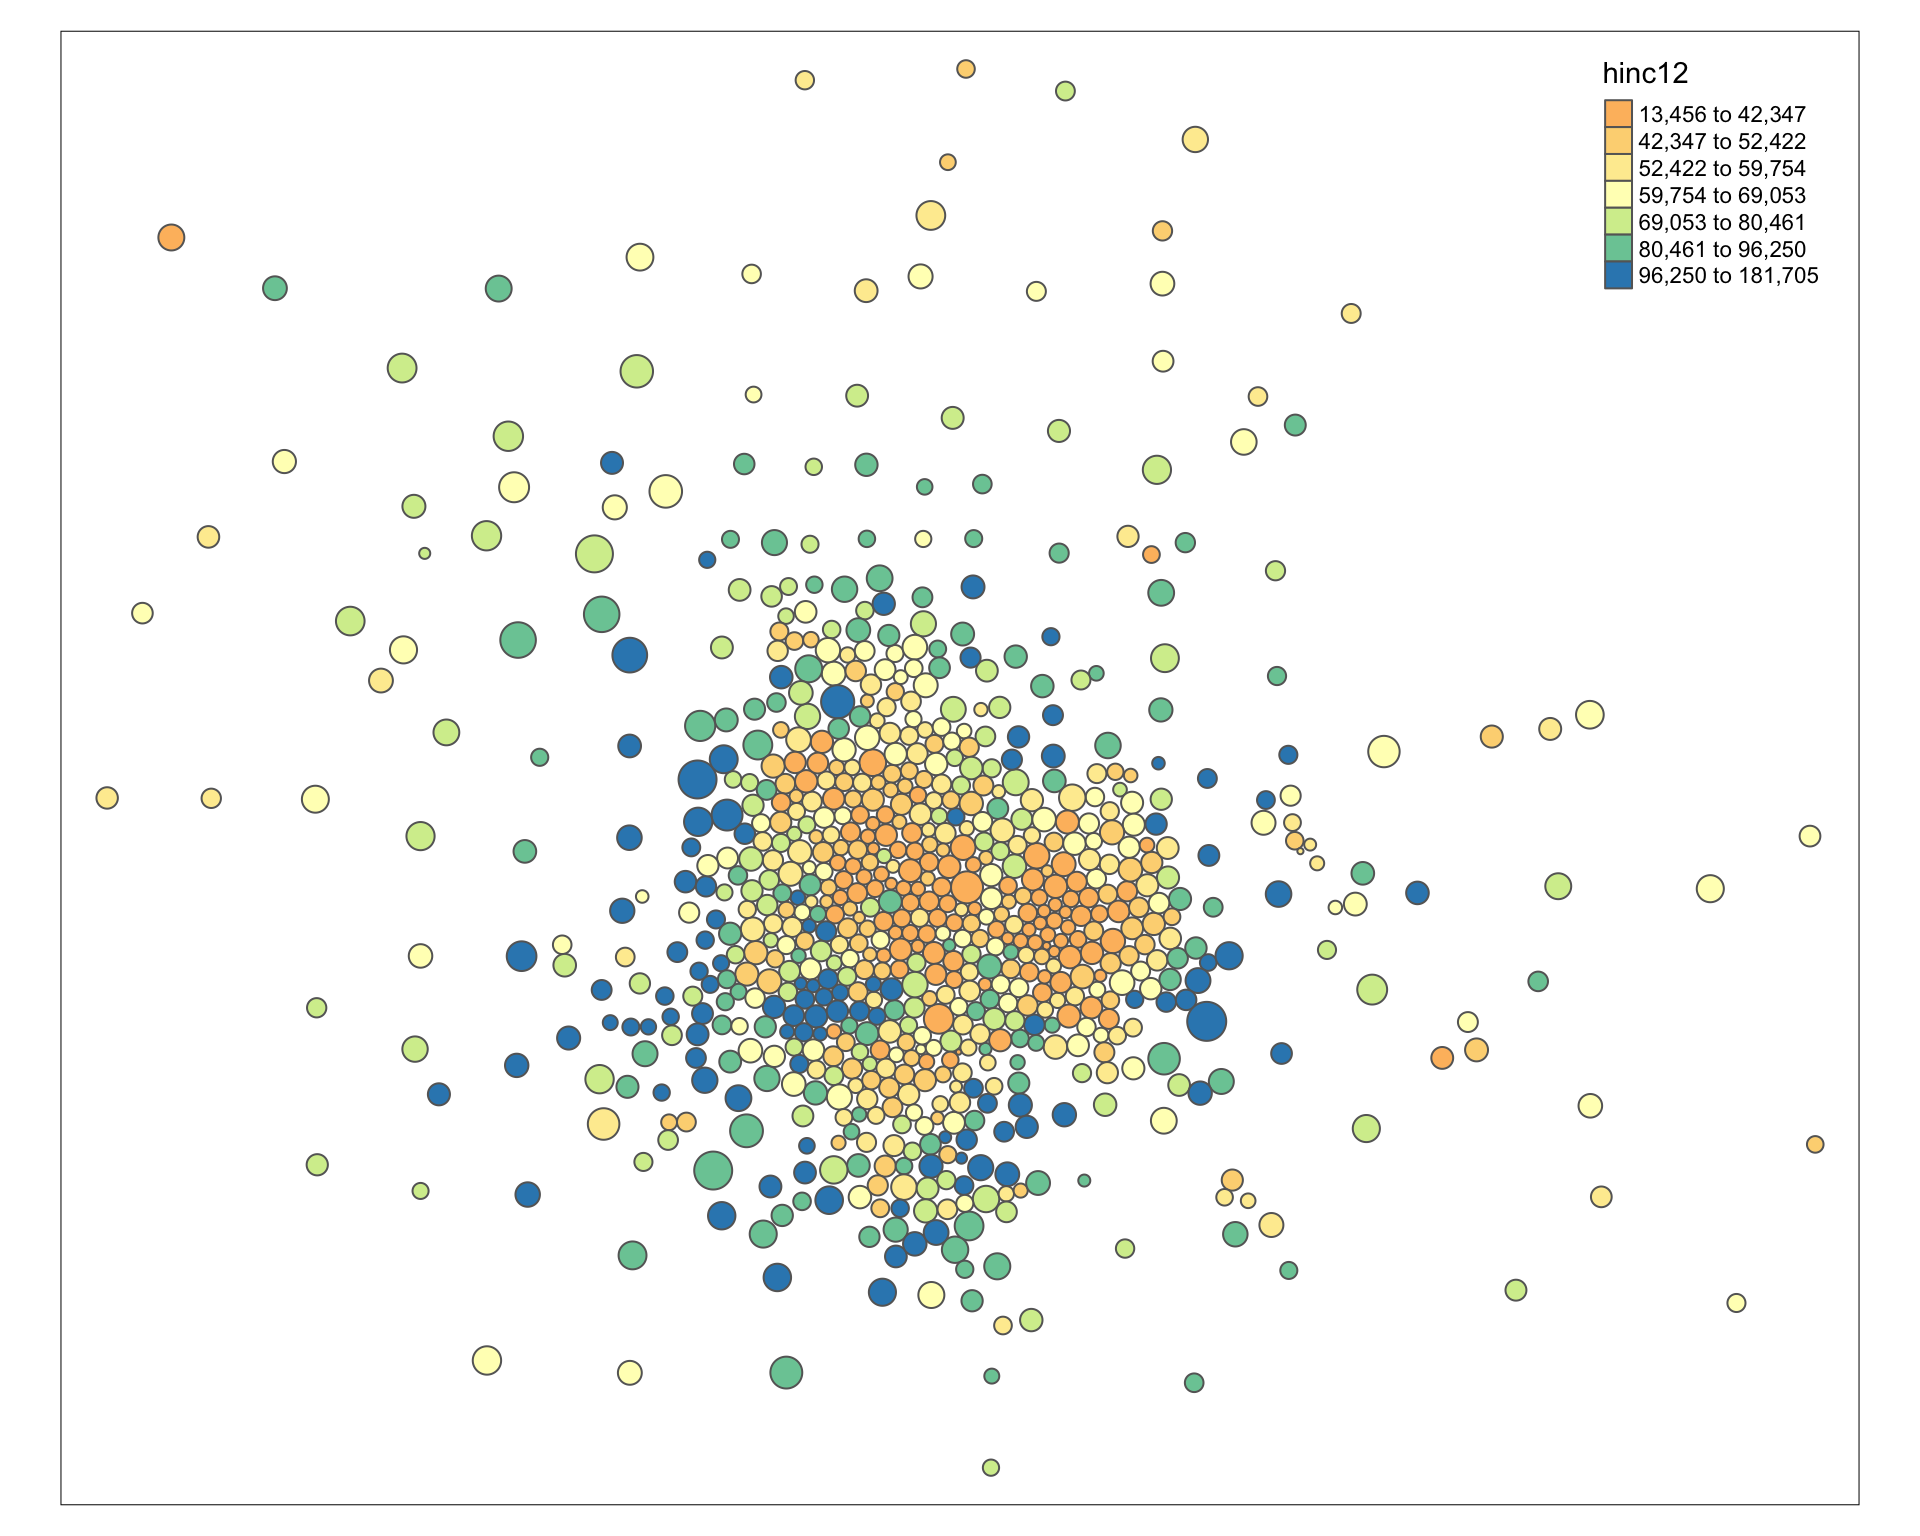 hinc12
13,456 to 42,347
42,347 to 52,422
52,422 to 59,754
59,754 to 69,053
69,053 to 80,461
80,461 to 96,250
96,250 to 181,705